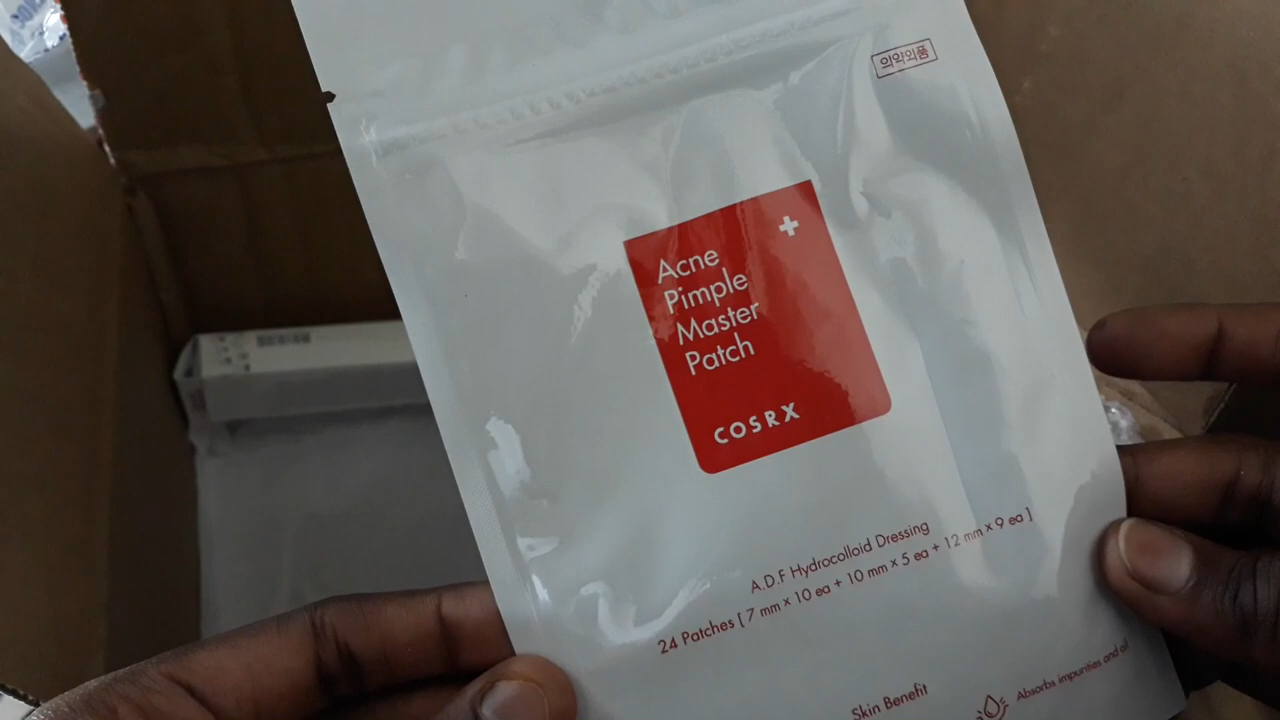 의약외품
Acne
Pimple
Master
Patch
COSRX
A.D.F Hydrocolloid Dressing
24 Patches [ 7 mm × 10 ea + 10 mm × 5 ea + 12 mm × 9 ea ]
Skin Benefit
Absorbs impurities and oil